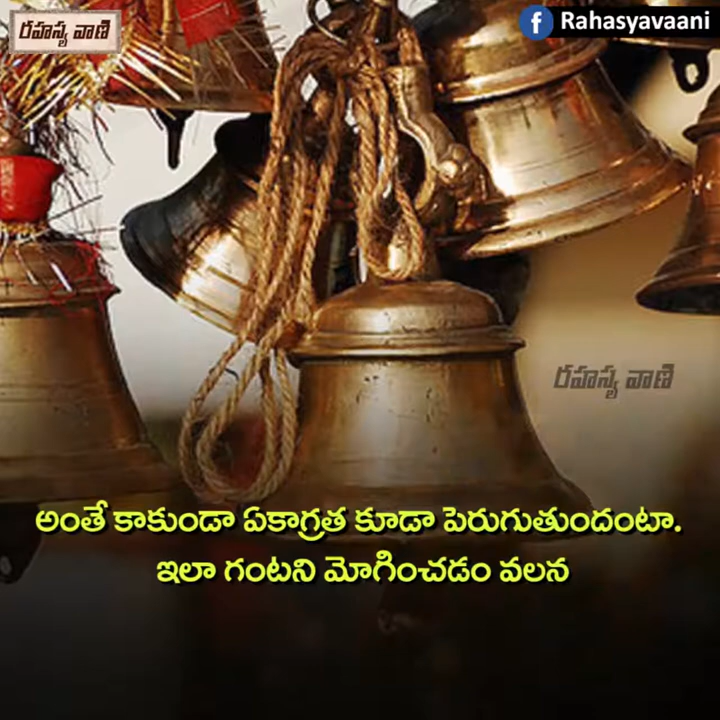 రహస్య వాణి
Rahasyavaani
రహస్య వాణి
అంతే కాకుండా ఏకాగ్రత కూడా పెరుగుతుందంటా.
ఇలా గంటని మోగించడం వలన